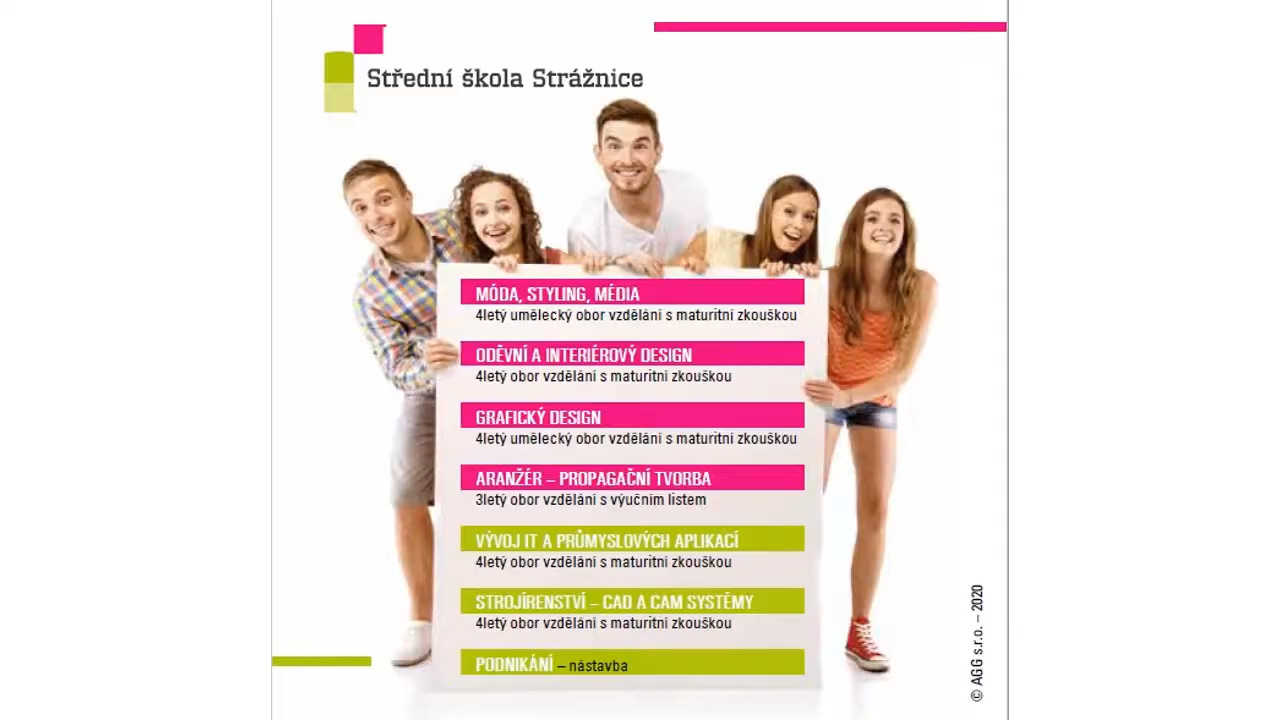 Střední škola Strážnice
MÓDA, STYLING, MÉDIA
4letý umělecký obor vzdělání s maturitní zkouškou
ODĚVNÍ A INTERIÉROVÝ DESIGN
4letý obor vzdělání s maturitní zkouškou
GRAFICKÝ DESIGN
4letý umělecký obor vzdělání s maturitní zkouškou
ARANŽÉR – PROPAGAČNÍ TVORBA
3letý obor vzdělání s výučním listem
VÝVOJ IT A PRŮMYSLOVÝCH APLIKACÍ
4letý obor vzdělání s maturitní zkouškou
STROJÍRENSTVÍ – CAD A CAM SYSTÉMY
4letý obor vzdělání s maturitní zkouškou
PODNIKÁNÍ – nástavba
© AGG s.r.o. – 2020